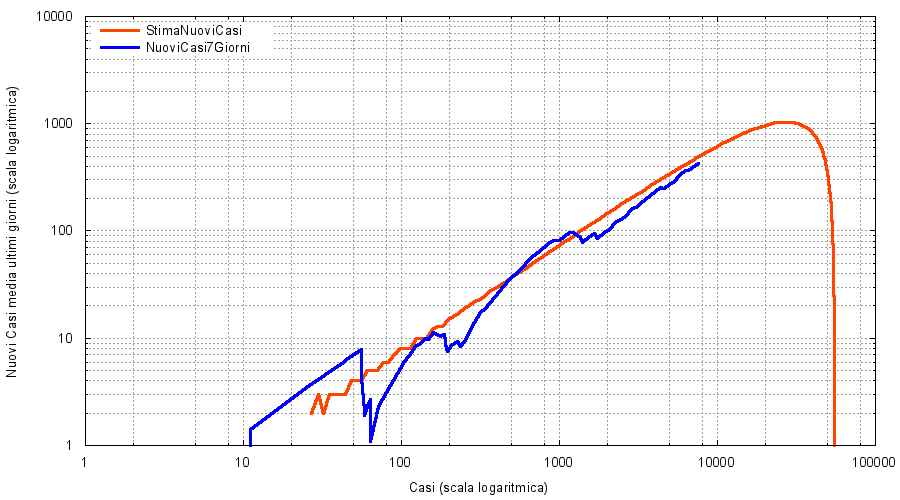 10000
StimaNuoviCasi
NuoviCasi7Giorni
1000
100
10
1
Nuovi Casi media ultimi giorni (scala logaritmica)
1 10 100 1000 10000 100000
Casi (scala logaritmica)